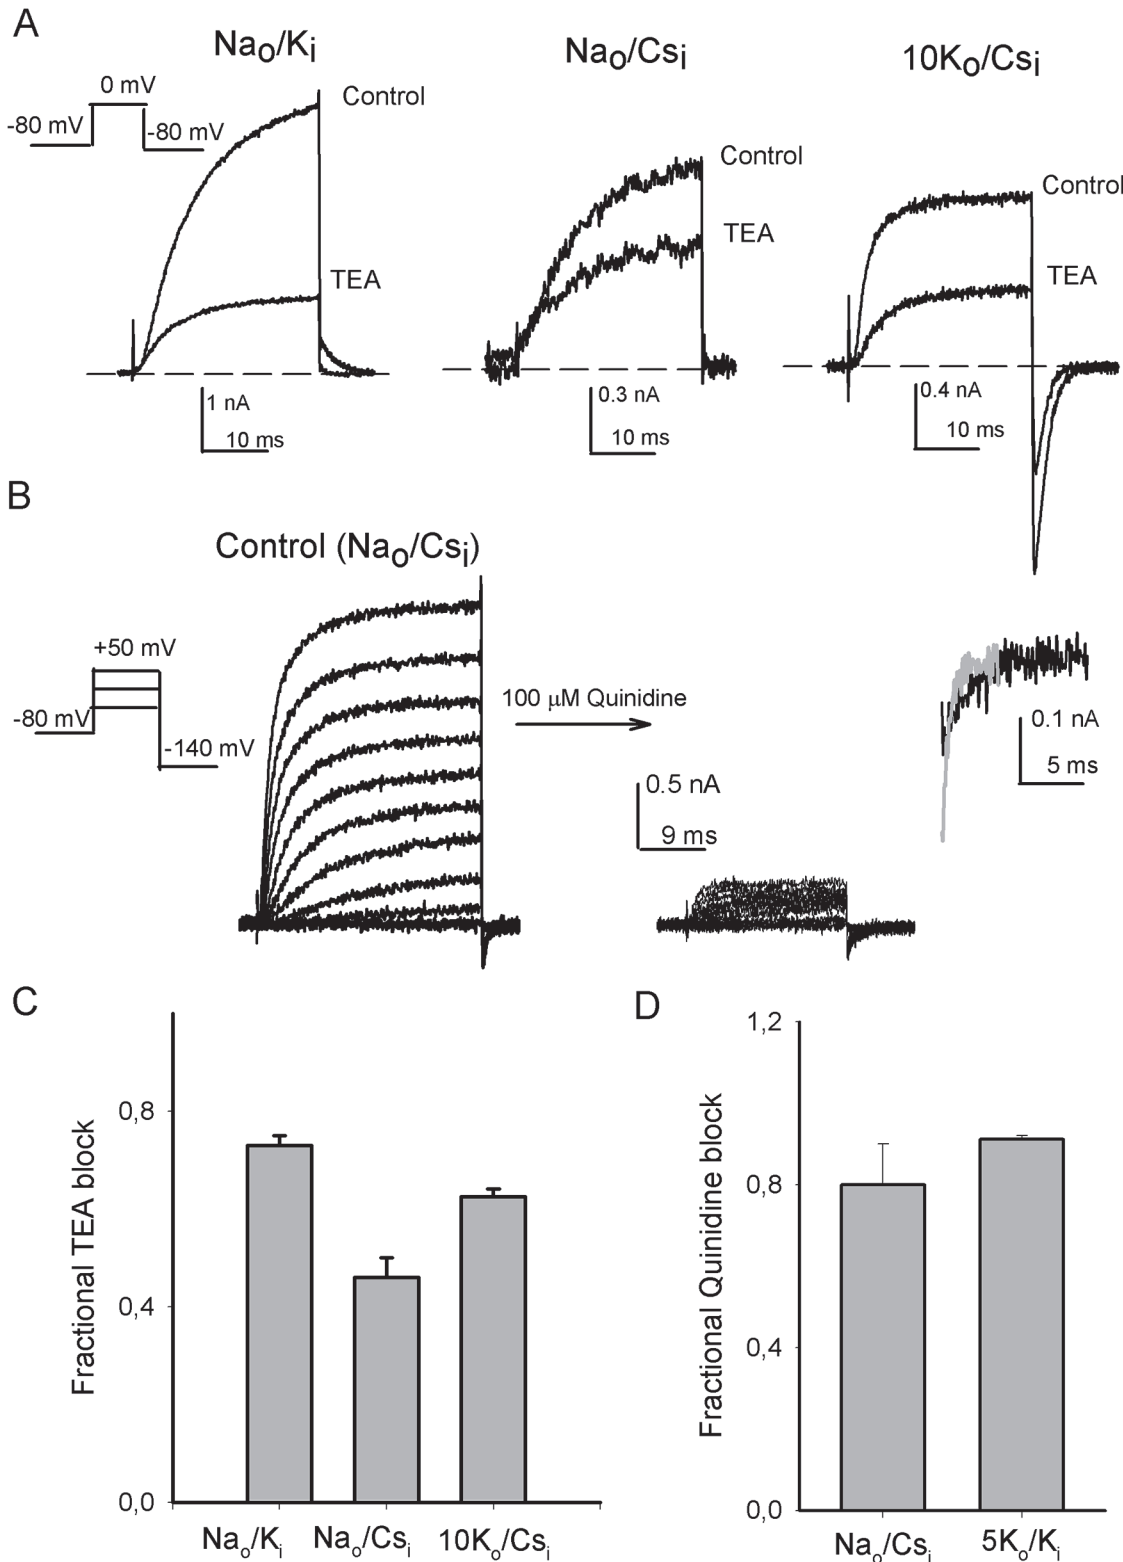 A
Naₒ/Kᵢ
Naₒ/Csᵢ
10Kₒ/Csᵢ
0 mV
-80 mV
-80 mV
Control
TEA
1 nA
10 ms
Control
TEA
0.3 nA
10 ms
Control
TEA
0.4 nA
10 ms
B
Control (Naₒ/Csᵢ)
+50 mV
-80 mV
-140 mV
100 μM Quinidine
0.5 nA
9 ms
0.1 nA
5 ms
C
Fractional TEA block
0,8
0,4
0,0
Naₒ/Kᵢ
Naₒ/Csᵢ
10Kₒ/Csᵢ
D
Fractional Quinidine block
1,2
0,8
0,4
0,0
Naₒ/Csᵢ
5Kₒ/Kᵢ